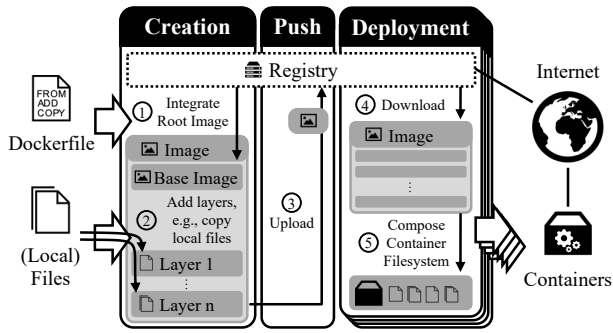 Creation
Push
Deployment
Registry
Internet
FROM
ADD
COPY
Dockerfile
1
Integrate
Root Image
Image
Base Image
2
Add layers,
e.g., copy
local files
Layer 1
⋮
Layer n
(Local)
Files
3
Upload
4
Download
Image
⋮
5
Compose
Container
Filesystem
Containers